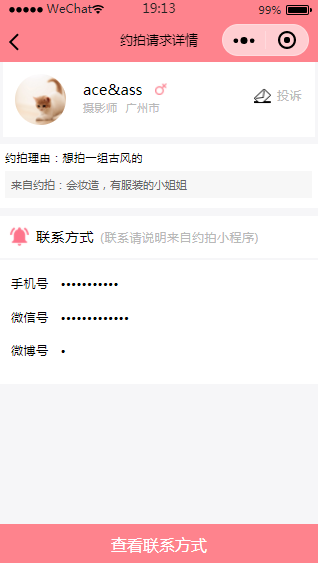 ●●●●● WeChat 19:13 99%
约拍请求详情
ace&ass
摄影师 广州市
投诉
约拍理由：想拍一组古风的
来自约拍：会妆造，有服装的小姐姐
联系方式 (联系请说明来自约拍小程序)
手机号 •••••••••••
微信号 •••••••••••••
微博号 •
查看联系方式